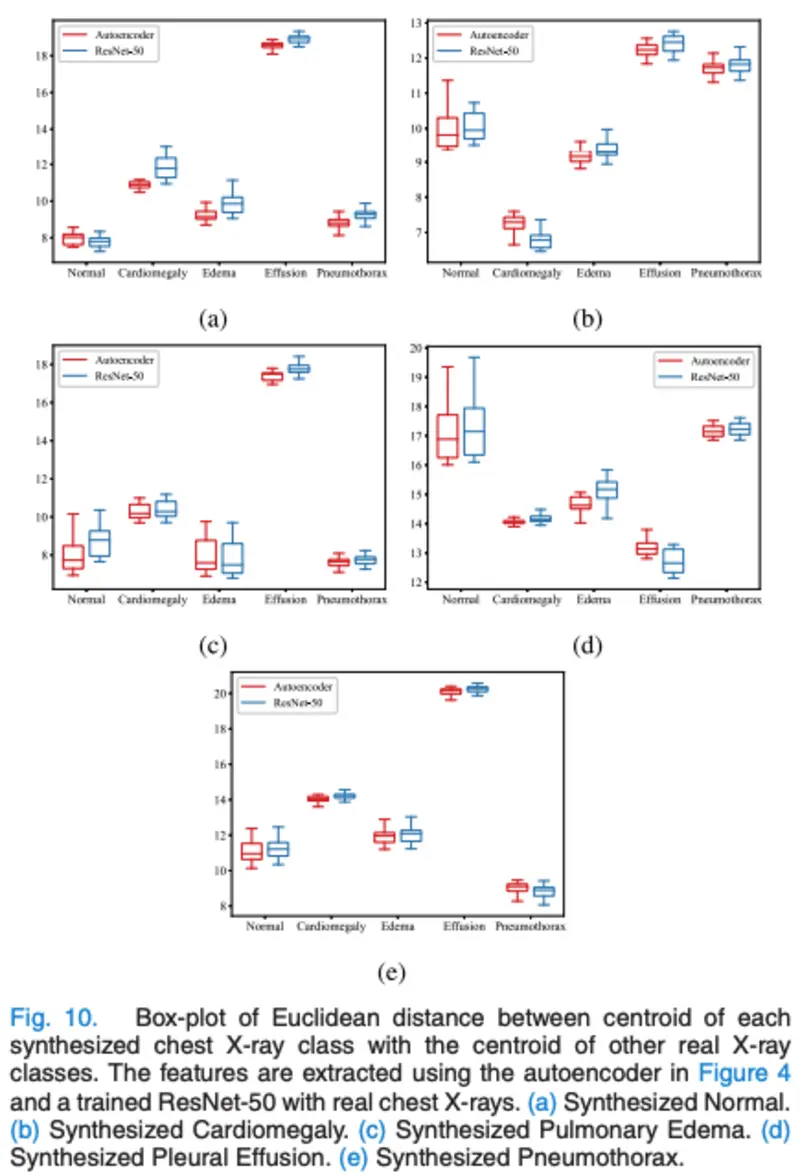 Autoencoder
ResNet-50
18
16
14
12
10
8
Normal Cardiomegaly Edema Effusion Pneumothorax
(a)
Autoencoder
ResNet-50
13
12
11
10
9
8
7
Normal Cardiomegaly Edema Effusion Pneumothorax
(b)
Autoencoder
ResNet-50
18
16
14
12
10
8
Normal Cardiomegaly Edema Effusion Pneumothorax
(c)
Autoencoder
ResNet-50
20
19
18
17
16
15
14
13
12
Normal Cardiomegaly Edema Effusion Pneumothorax
(d)
Autoencoder
ResNet-50
20
18
16
14
12
10
8
Normal Cardiomegaly Edema Effusion Pneumothorax
(e)
Fig. 10. Box-plot of Euclidean distance between centroid of each
synthesized chest X-ray class with the centroid of other real X-ray
classes. The features are extracted using the autoencoder in Figure 4
and a trained ResNet-50 with real chest X-rays. (a) Synthesized Normal.
(b) Synthesized Cardiomegaly. (c) Synthesized Pulmonary Edema. (d)
Synthesized Pleural Effusion. (e) Synthesized Pneumothorax.